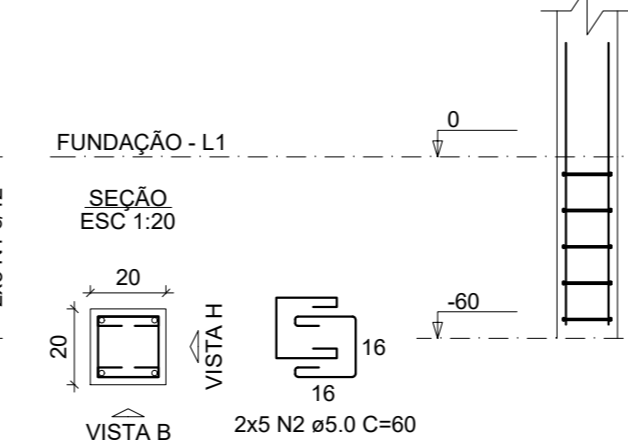 0
FUNDAÇÃO - L1
SEÇÃO
ESC 1:20
20
-60
20
VISTA H
16
16
VISTA B
2x5 N2 ø5.0 C=60